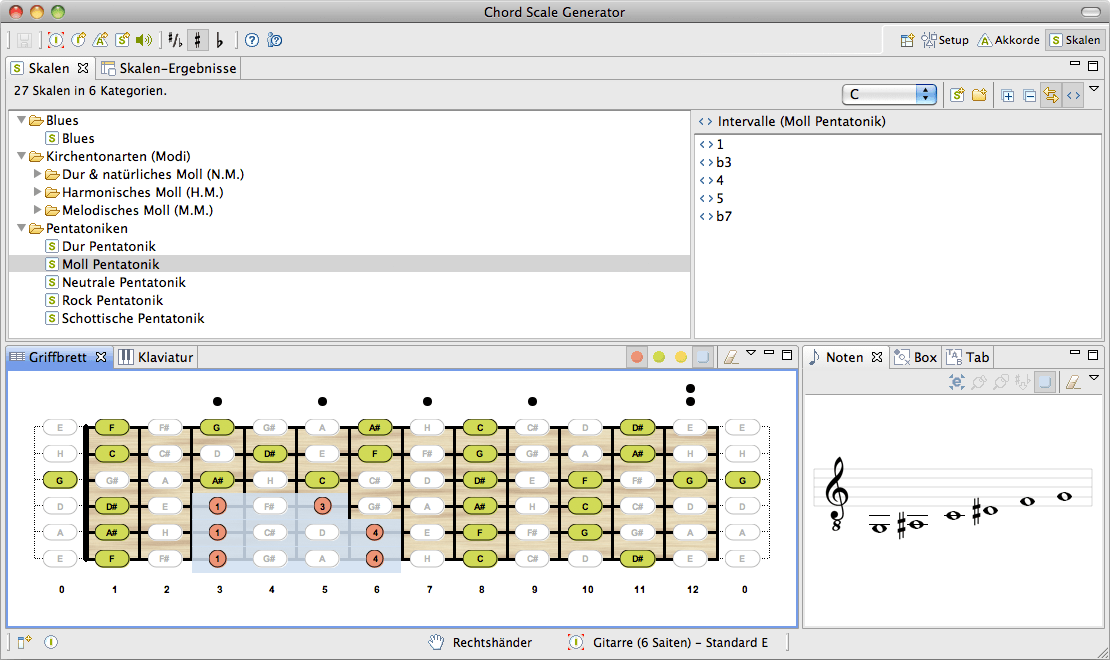 Chord Scale Generator
Setup Akkorde Skalen
Skalen Skalen-Ergebnisse
27 Skalen in 6 Kategorien.
C
Blues
Blues
Kirchentonarten (Modi)
Dur & natürliches Moll (N.M.)
Harmonisches Moll (H.M.)
Melodisches Moll (M.M.)
Pentatoniken
Dur Pentatonik
Moll Pentatonik
Neutrale Pentatonik
Rock Pentatonik
Schottische Pentatonik
Intervalle (Moll Pentatonik)
1
b3
4
5
b7
Griffbrett Klaviatur
E F F# G G# A A# H C C# D D# E E
H C C# D D# E F F# G G# A A# H H
G G# A A# H C C# D D# E F F# G G
D D# E 1 F# 3 G# A A# H C C# D D
A A# H 1 C# D 4 E F F# G G# A A
E F F# 1 G# A 4 H C C# D D# E E
0 1 2 3 4 5 6 7 8 9 10 11 12 0
Noten Box Tab
8
Rechtshänder Gitarre (6 Saiten) - Standard E